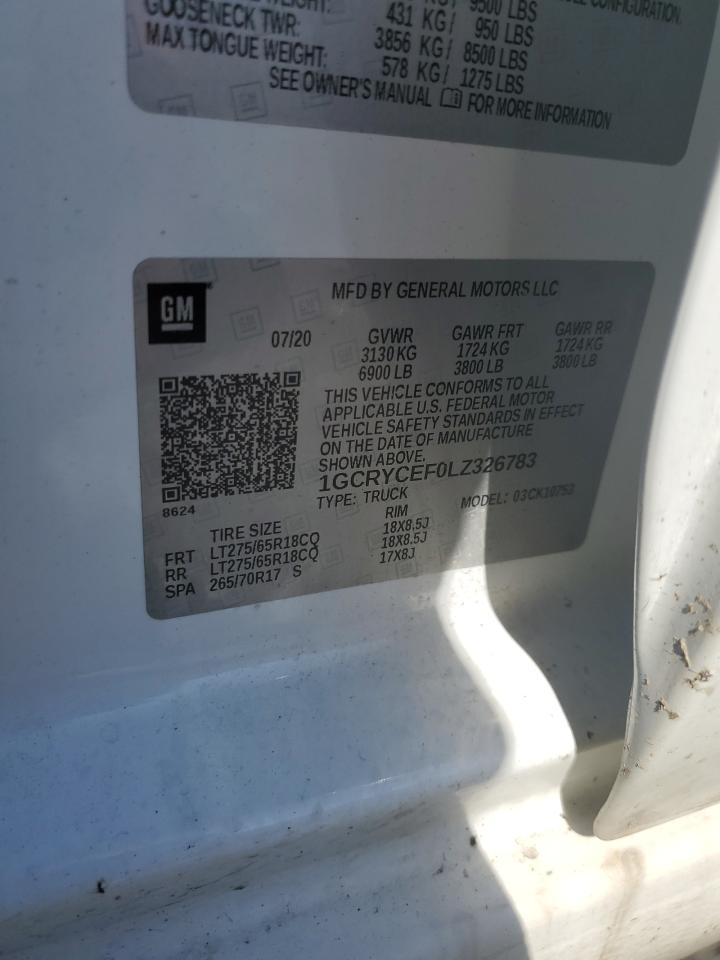 9500 LBS
CONFIGURATION.
GOOSENECK TWR: 431 KG/ 950 LBS
3856 KG/ 8500 LBS
MAX TONGUE WEIGHT: 578 KG/ 1275 LBS
SEE OWNER'S MANUAL FOR MORE INFORMATION
GM
MFD BY GENERAL MOTORS LLC
07/20 GVWR GAWR FRT GAWR RR
3130 KG 1724 KG 1724 KG
6900 LB 3800 LB 3800 LB
THIS VEHICLE CONFORMS TO ALL
APPLICABLE U.S. FEDERAL MOTOR
VEHICLE SAFETY STANDARDS IN EFFECT
ON THE DATE OF MANUFACTURE
SHOWN ABOVE.
1GCRYCEF0LZ326783
8624
TYPE: TRUCK MODEL: 03CK10753
TIRE SIZE RIM
FRT LT275/65R18CQ 18X8.5J
RR LT275/65R18CQ 18X8.5J
SPA 265/70R17 S 17X8J